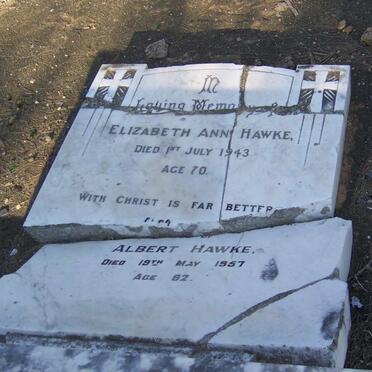 In
Loving Memory of
ELIZABETH ANN HAWKE,
DIED 1ST JULY 1943
AGE 70.
WITH CHRIST IS FAR BETTER
ALSO
ALBERT HAWKE,
DIED 19TH MAY 1957
AGE 82.